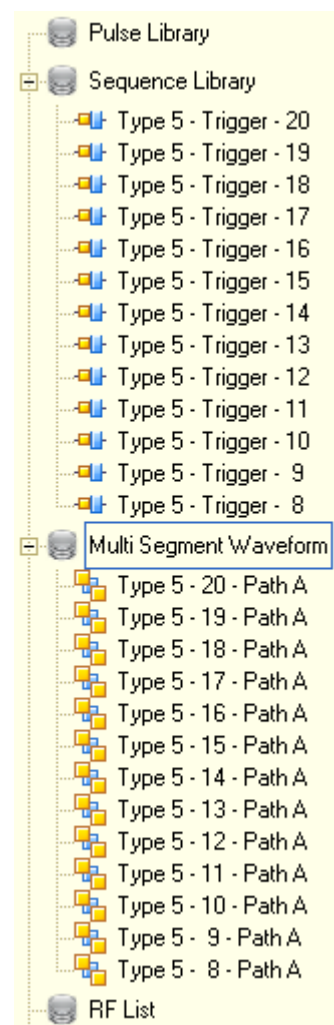 Pulse Library
Sequence Library
Type 5 - Trigger - 20
Type 5 - Trigger - 19
Type 5 - Trigger - 18
Type 5 - Trigger - 17
Type 5 - Trigger - 16
Type 5 - Trigger - 15
Type 5 - Trigger - 14
Type 5 - Trigger - 13
Type 5 - Trigger - 12
Type 5 - Trigger - 11
Type 5 - Trigger - 10
Type 5 - Trigger - 9
Type 5 - Trigger - 8
Multi Segment Waveform
Type 5 - 20 - Path A
Type 5 - 19 - Path A
Type 5 - 18 - Path A
Type 5 - 17 - Path A
Type 5 - 16 - Path A
Type 5 - 15 - Path A
Type 5 - 14 - Path A
Type 5 - 13 - Path A
Type 5 - 12 - Path A
Type 5 - 11 - Path A
Type 5 - 10 - Path A
Type 5 - 9 - Path A
Type 5 - 8 - Path A
RF List